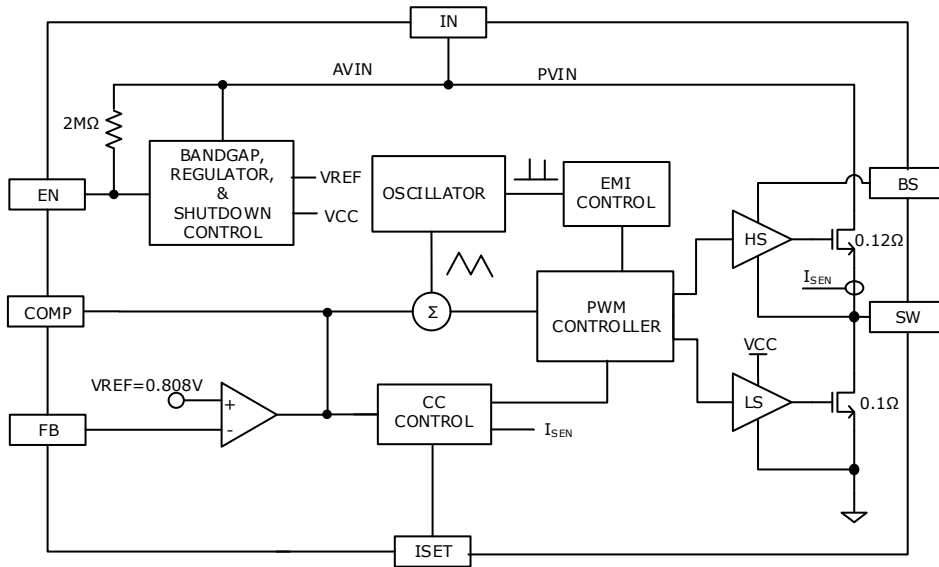 IN
AVIN
PVIN
2MΩ
BANDGAP,
REGULATOR,
&
SHUTDOWN
CONTROL
VREF
VCC
OSCILLATOR
EMI
CONTROL
EN
BS
HS
0.12Ω
ISEN
COMP
Σ
PWM
CONTROLLER
SW
VCC
VREF=0.808V
+
-
FB
CC
CONTROL
ISEN
LS
0.1Ω
ISET